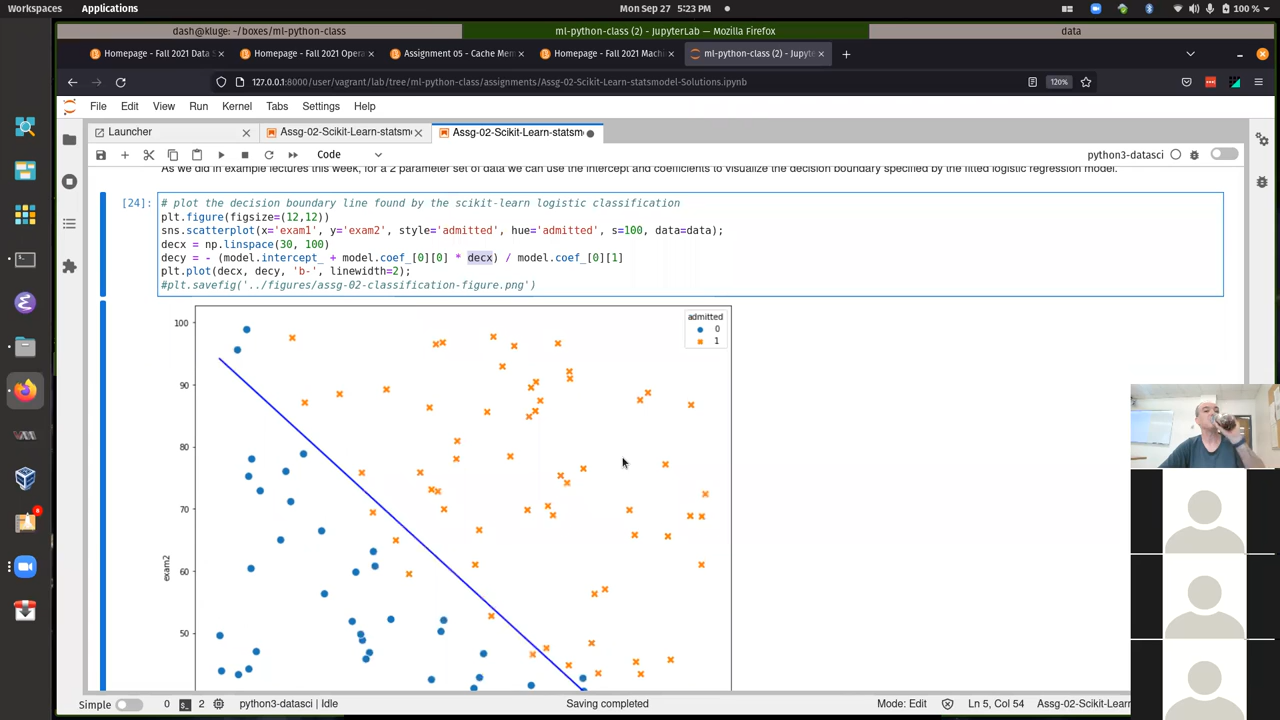 Workspaces
Applications
Mon Sep 27 5:23 PM
100 %
dash@kluge: ~/boxes/ml-python-class
ml-python-class (2) - JupyterLab — Mozilla Firefox
data
Homepage - Fall 2021 Data S
Homepage - Fall 2021 Opera
Assignment 05 - Cache Mem
Homepage - Fall 2021 Machi
ml-python-class (2) - Jupyte
127.0.0.1:8000/user/vagrant/lab/tree/ml-python-class/assignments/Assg-02-Scikit-Learn-statsmodel-Solutions.ipynb
120%
File Edit View Run Kernel Tabs Settings Help
Launcher
Assg-02-Scikit-Learn-statsm
Assg-02-Scikit-Learn-statsm
Code
python3-datasci
As we did in example lectures this week, for a 2 parameter set of data we can use the intercept and coefficients to visualize the decision boundary specified by the fitted logistic regression model.
[24]:
# plot the decision boundary line found by the scikit-learn logistic classification
plt.figure(figsize=(12,12))
sns.scatterplot(x='exam1', y='exam2', style='admitted', hue='admitted', s=100, data=data);
decx = np.linspace(30, 100)
decy = - (model.intercept_ + model.coef_[0][0] * decx) / model.coef_[0][1]
plt.plot(decx, decy, 'b-', linewidth=2);
#plt.savefig('../figures/assg-02-classification-figure.png')
admitted
0
1
100
90
80
70
60
50
exam2
Simple
0
2
python3-datasci | Idle
Saving completed
Mode: Edit
Ln 5, Col 54
Assg-02-Scikit-Learn